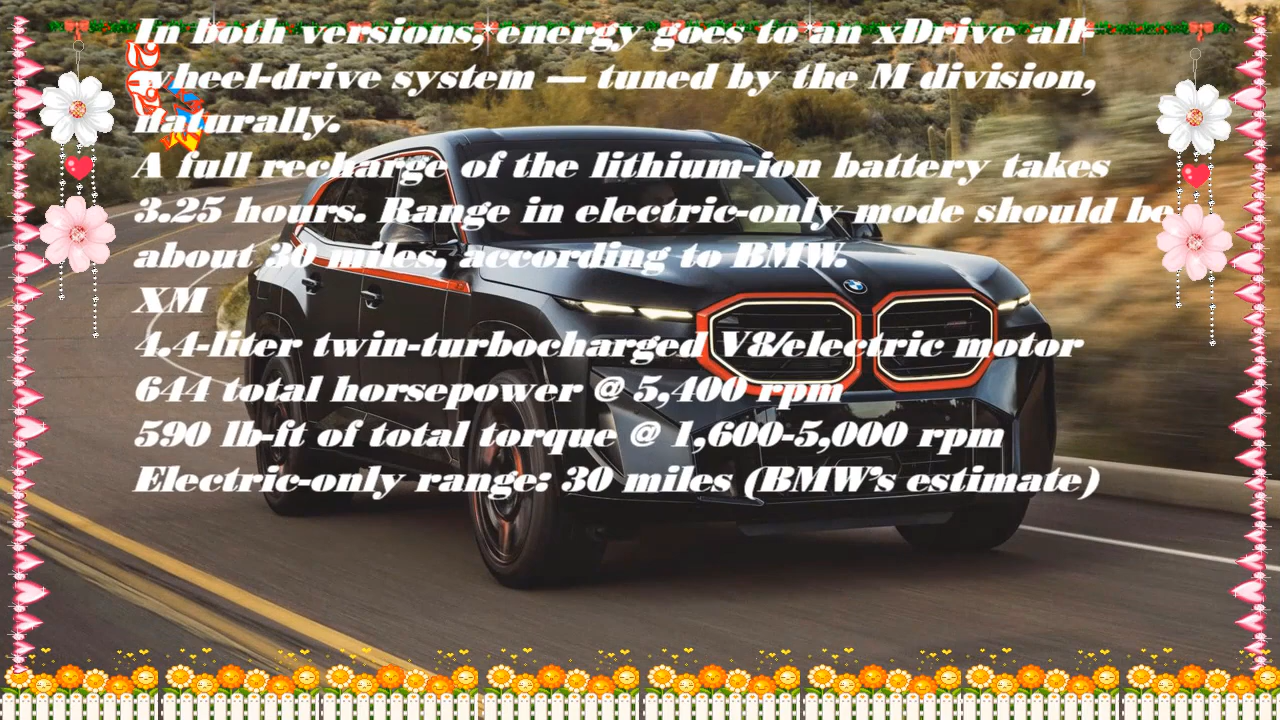 In both versions, energy goes to an xDrive all-
wheel-drive system — tuned by the M division,
naturally.
A full recharge of the lithium-ion battery takes
3.25 hours. Range in electric-only mode should be
about 30 miles, according to BMW.
XM
4.4-liter twin-turbocharged V8/electric motor
644 total horsepower @ 5,400 rpm
590 lb-ft of total torque @ 1,600-5,000 rpm
Electric-only range: 30 miles (BMW’s estimate)